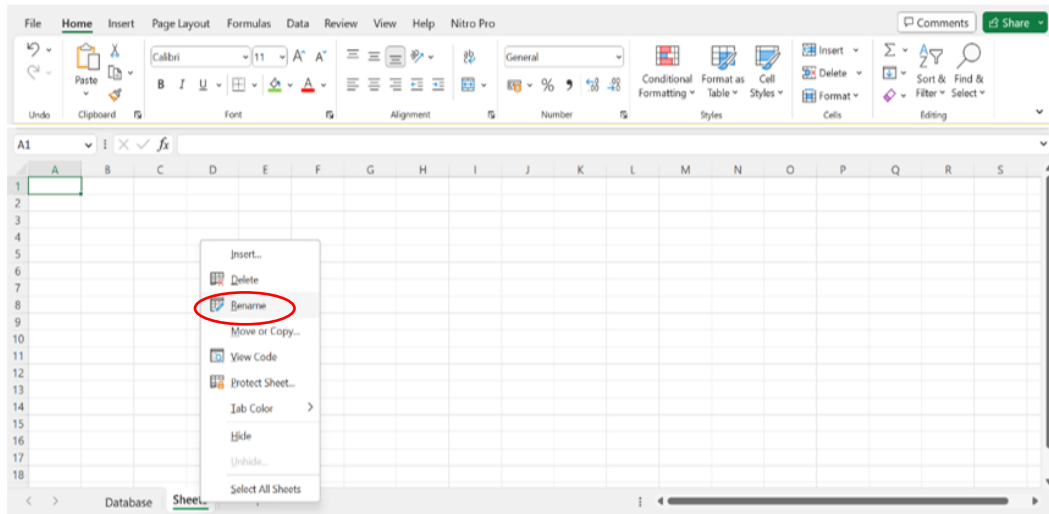 File Home Insert Page Layout Formulas Data Review View Help Nitro Pro Comments Share
Calibri 11 A A General Insert
Paste Conditional Format as Cell Delete Sort & Find &
B I U A % 9 Formatting Table Styles Format Filter Select
Undo Clipboard Font Alignment Number Styles Cells Editing
A1 fx
A B C D E F G H I J K L M N O P Q R S
1
2
3
4
5 Insert...
6
7 Delete
8 Rename
9
10 Move or Copy...
11 View Code
12
13 Protect Sheet...
14 Tab Color
15
16 Hide
17 Unhide...
18
Select All Sheets
Database